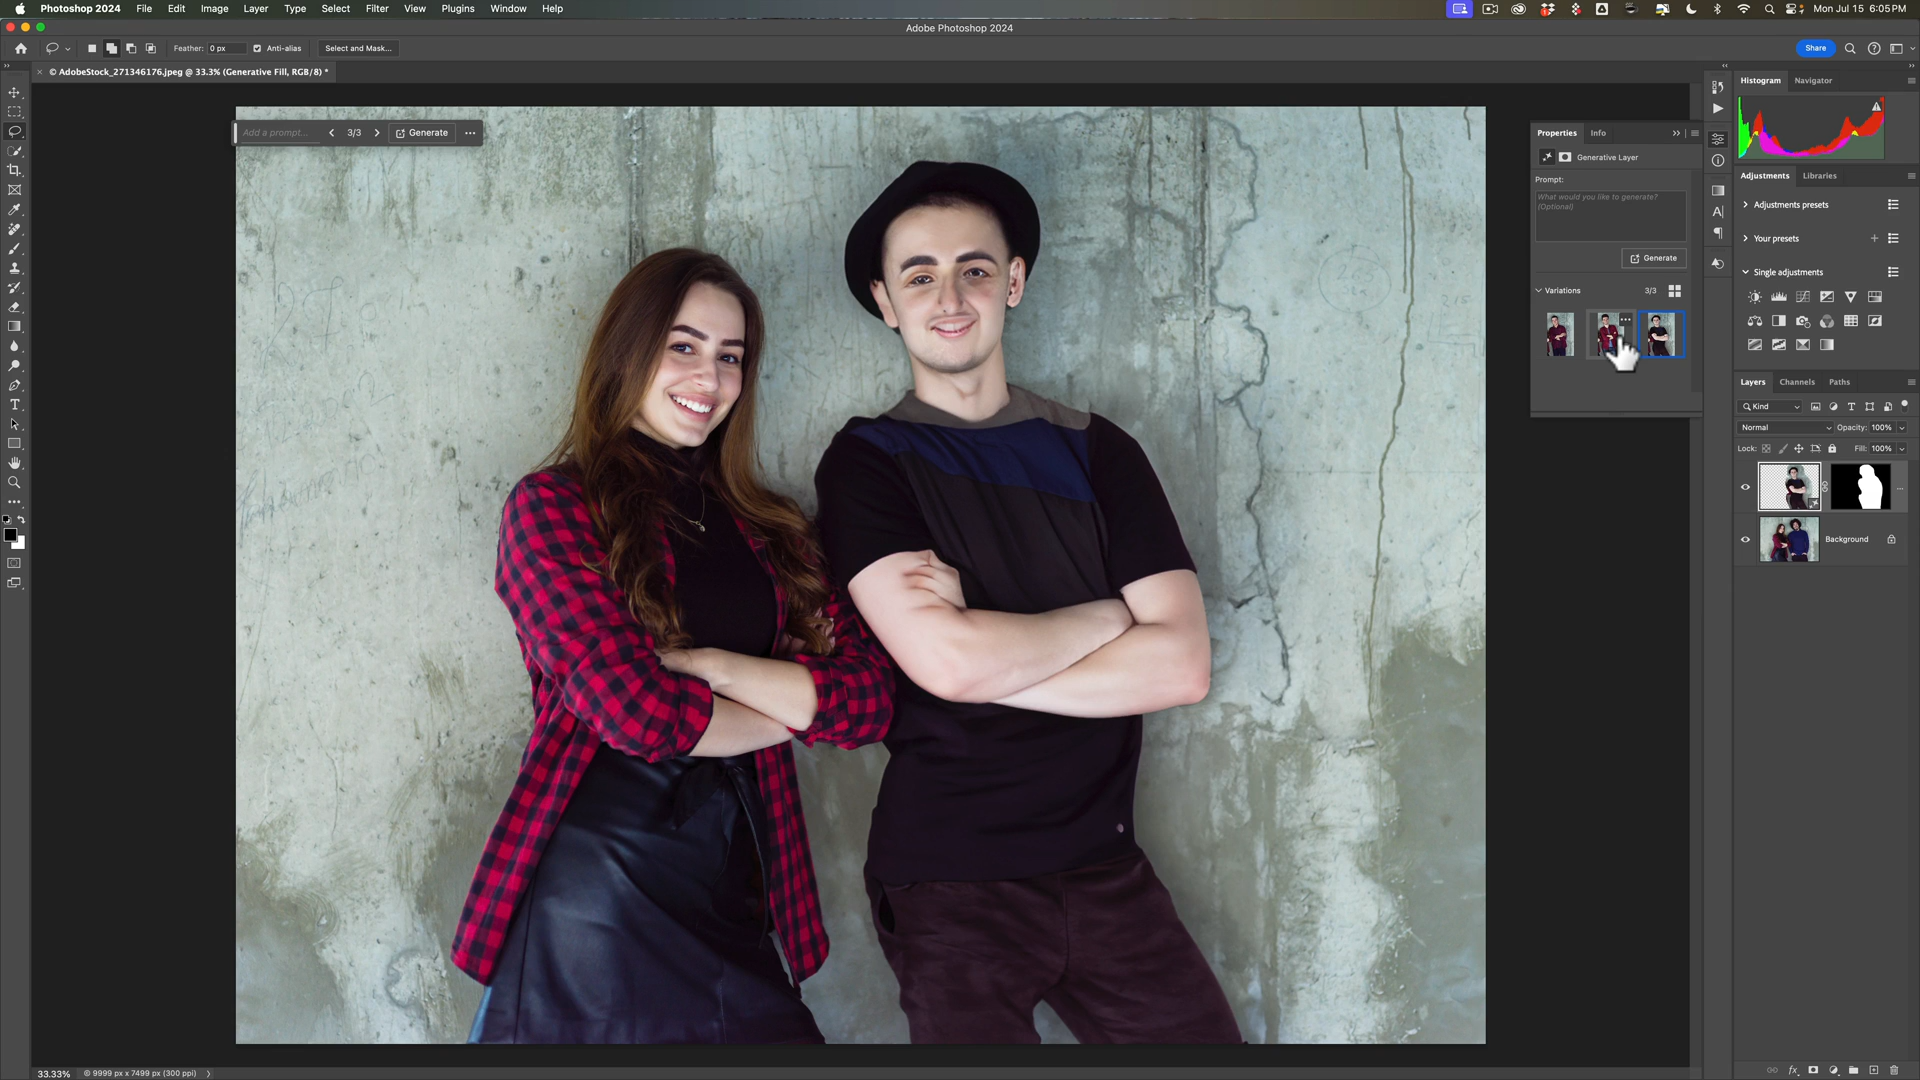 Photoshop 2024 File Edit Image Layer Type Select Filter View Plugins Window Help Mon Jul 15 6:05 PM
Adobe Photoshop 2024
Feather: 0 px Anti-alias Select and Mask... Share
© AdobeStock_271346176.jpeg @ 33.3% (Generative Fill, RGB/8) *
Histogram Navigator
Add a prompt... 3/3 Generate
Properties Info
Generative Layer
Prompt:
What would you like to generate?
(Optional)
Generate
Variations 3/3
Adjustments Libraries
Adjustments presets
Your presets
Single adjustments
Layers Channels Paths
Kind
Normal Opacity: 100%
Lock: Fill: 100%
Background
33.33% © 9999 px x 7499 px (300 ppi)